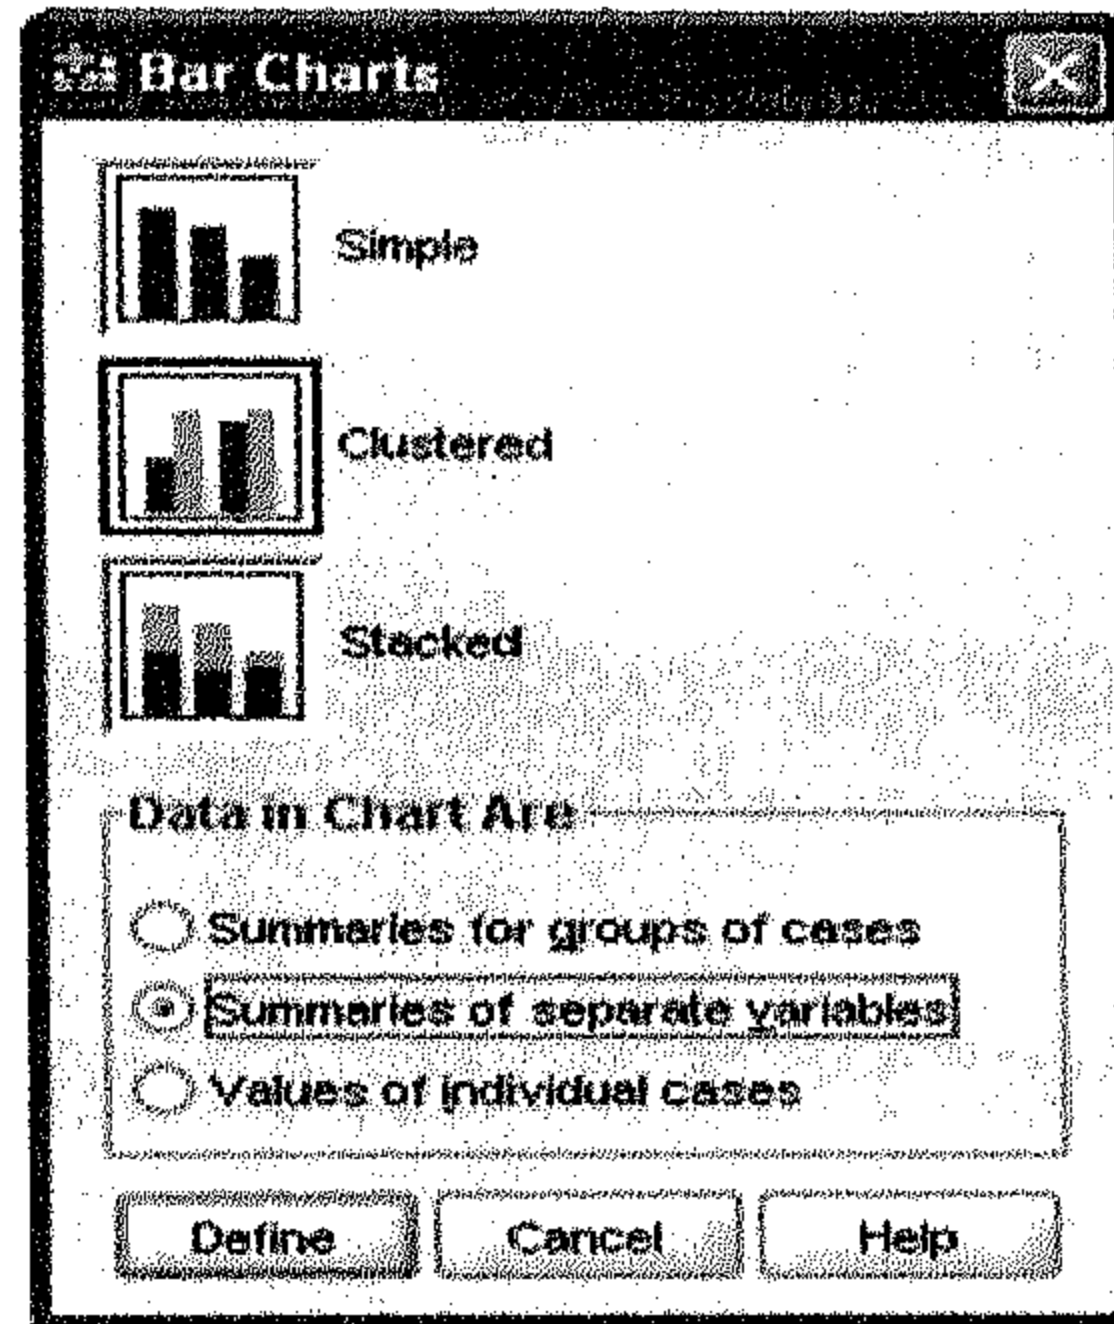 Bar Charts
Simple
Clustered
Stacked
Data in Chart Are
Summaries for groups of cases
Summaries of separate variables
Values of individual cases
Define Cancel Help